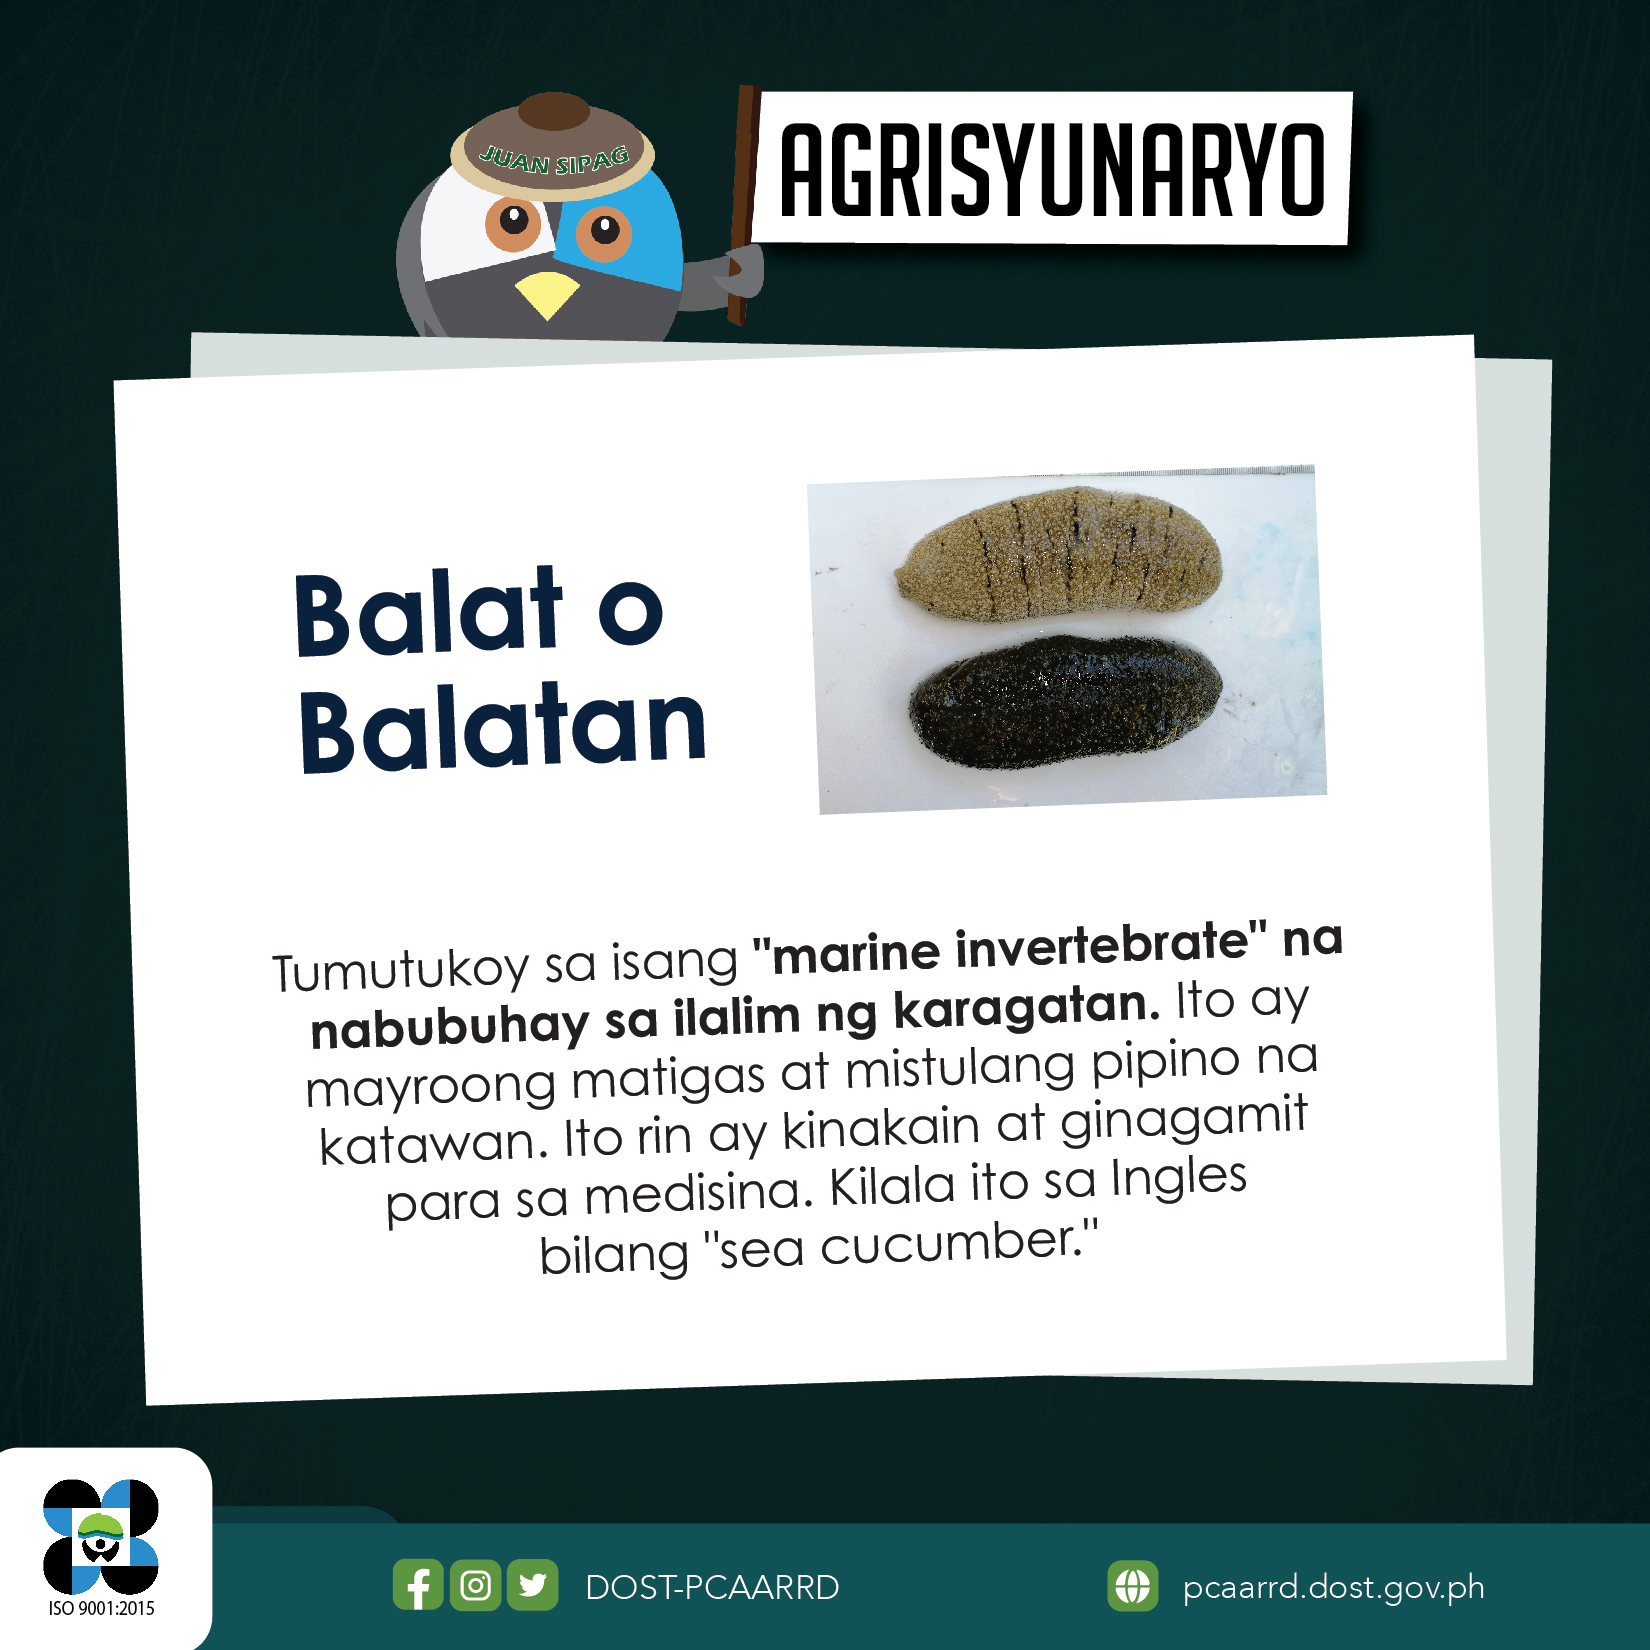 JUAN SIPAG
AGRISYUNARYO
Balat o
Balatan
Tumutukoy sa isang "marine invertebrate" na
nabubuhay sa ilalim ng karagatan. Ito ay
mayroong matigas at mistulang pipino na
katawan. Ito rin ay kinakain at ginagamit
para sa medisina. Kilala ito sa Ingles
bilang "sea cucumber."
ISO 9001:2015
DOST-PCAARRD
pcaarrd.dost.gov.ph